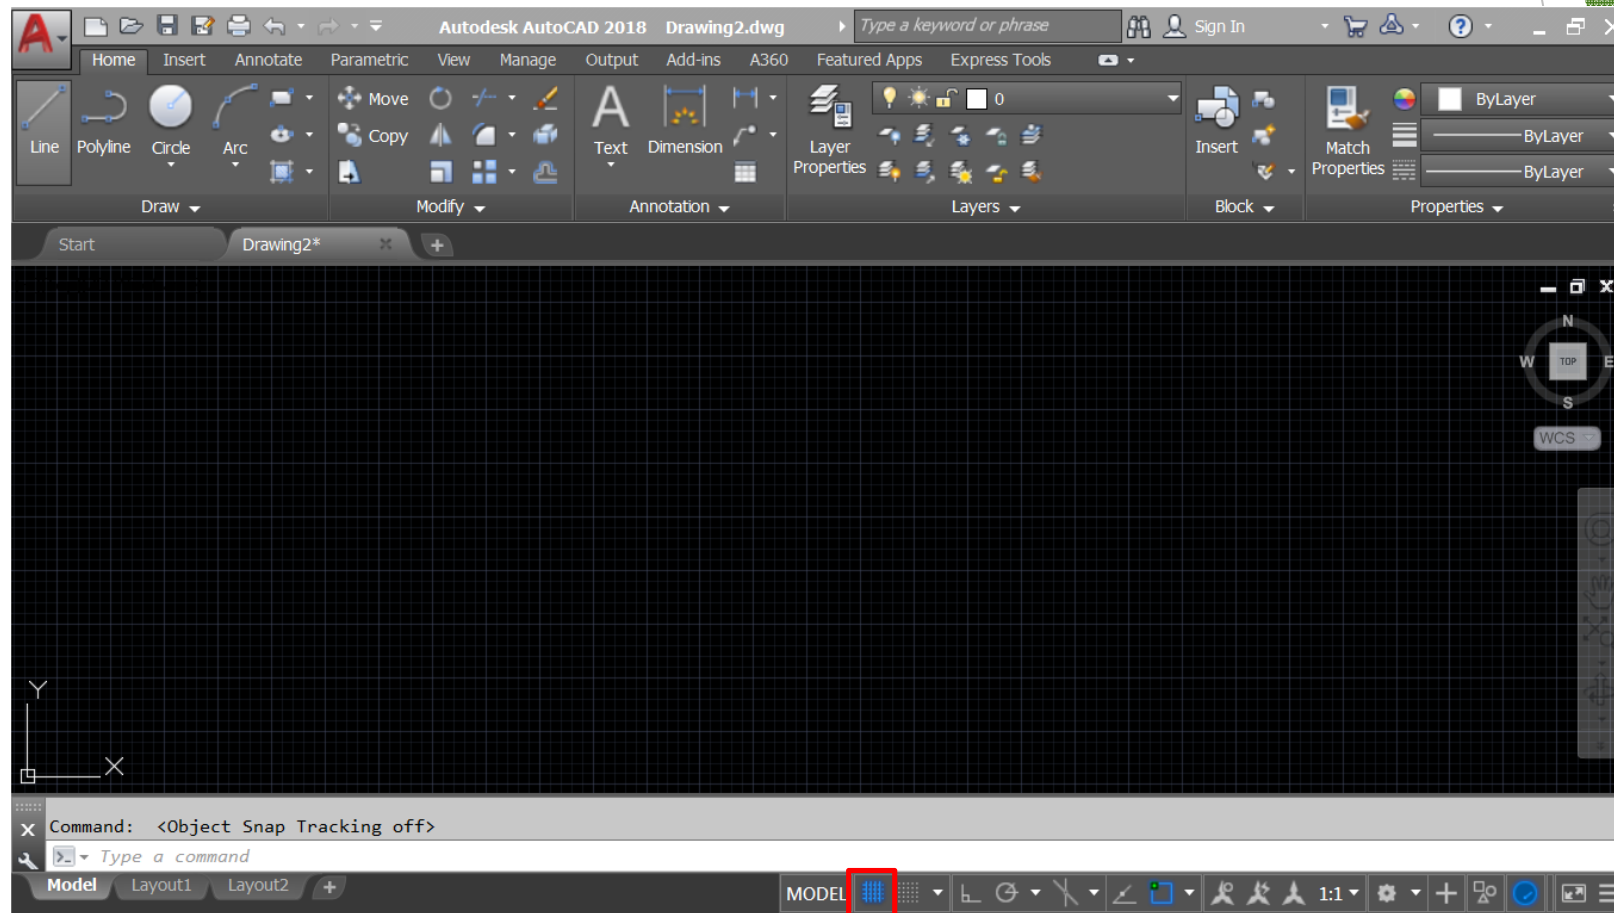 Autodesk AutoCAD 2018 Drawing2.dwg Type a keyword or phrase Sign In
Home Insert Annotate Parametric View Manage Output Add-ins A360 Featured Apps Express Tools
Move 0 ByLayer
Copy ByLayer
Line Polyline Circle Arc Text Dimension Layer Properties Insert Match Properties ByLayer
Draw Modify Annotation Layers Block Properties
Start Drawing2*
N
W TOP E
S
WCS
Y
X
Command: <Object Snap Tracking off>
Type a command
Model Layout1 Layout2 MODEL 1:1